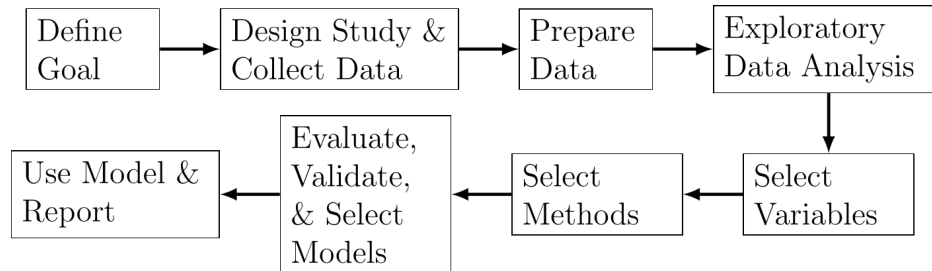 Define
Goal
Design Study &
Collect Data
Prepare
Data
Exploratory
Data Analysis
Select
Variables
Select
Methods
Evaluate,
Validate,
& Select
Models
Use Model &
Report